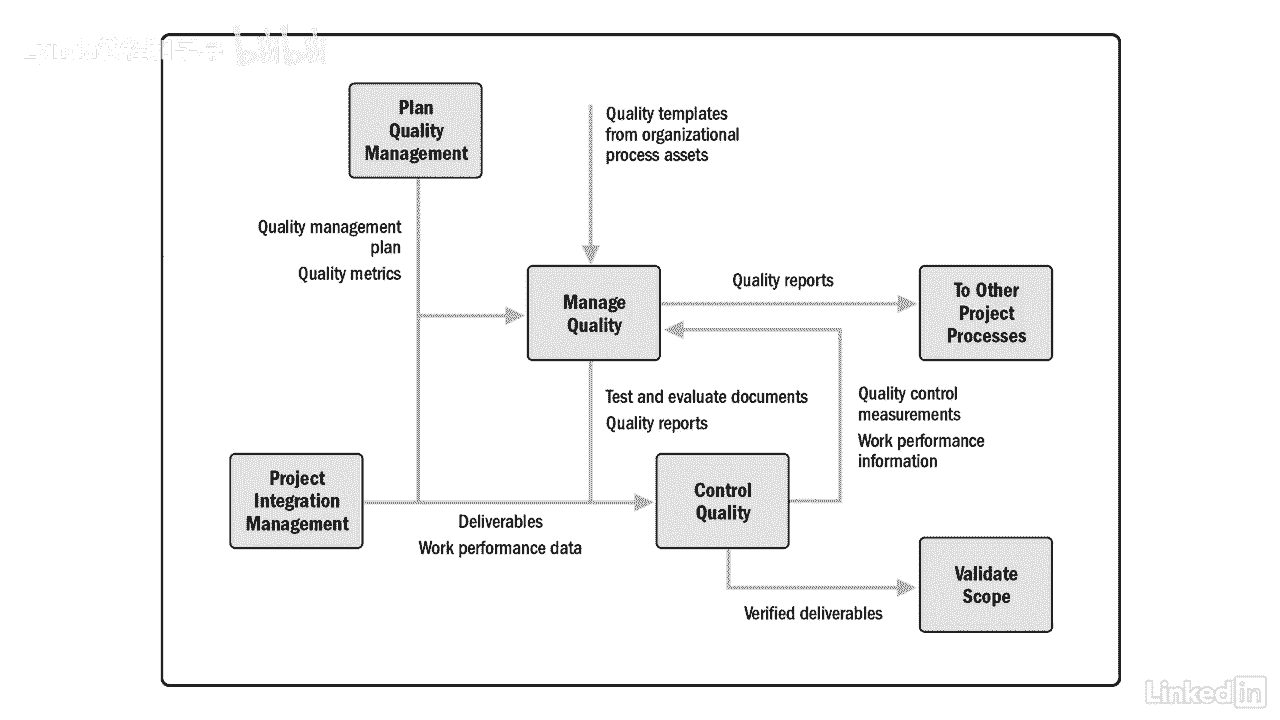 Plan
Quality
Management
Quality templates
from organizational
process assets
Quality management
plan
Quality metrics
Manage
Quality
Quality reports
To Other
Project
Processes
Test and evaluate documents
Quality reports
Quality control
measurements
Work performance
information
Project
Integration
Management
Deliverables
Work performance data
Control
Quality
Verified deliverables
Validate
Scope
Linked in